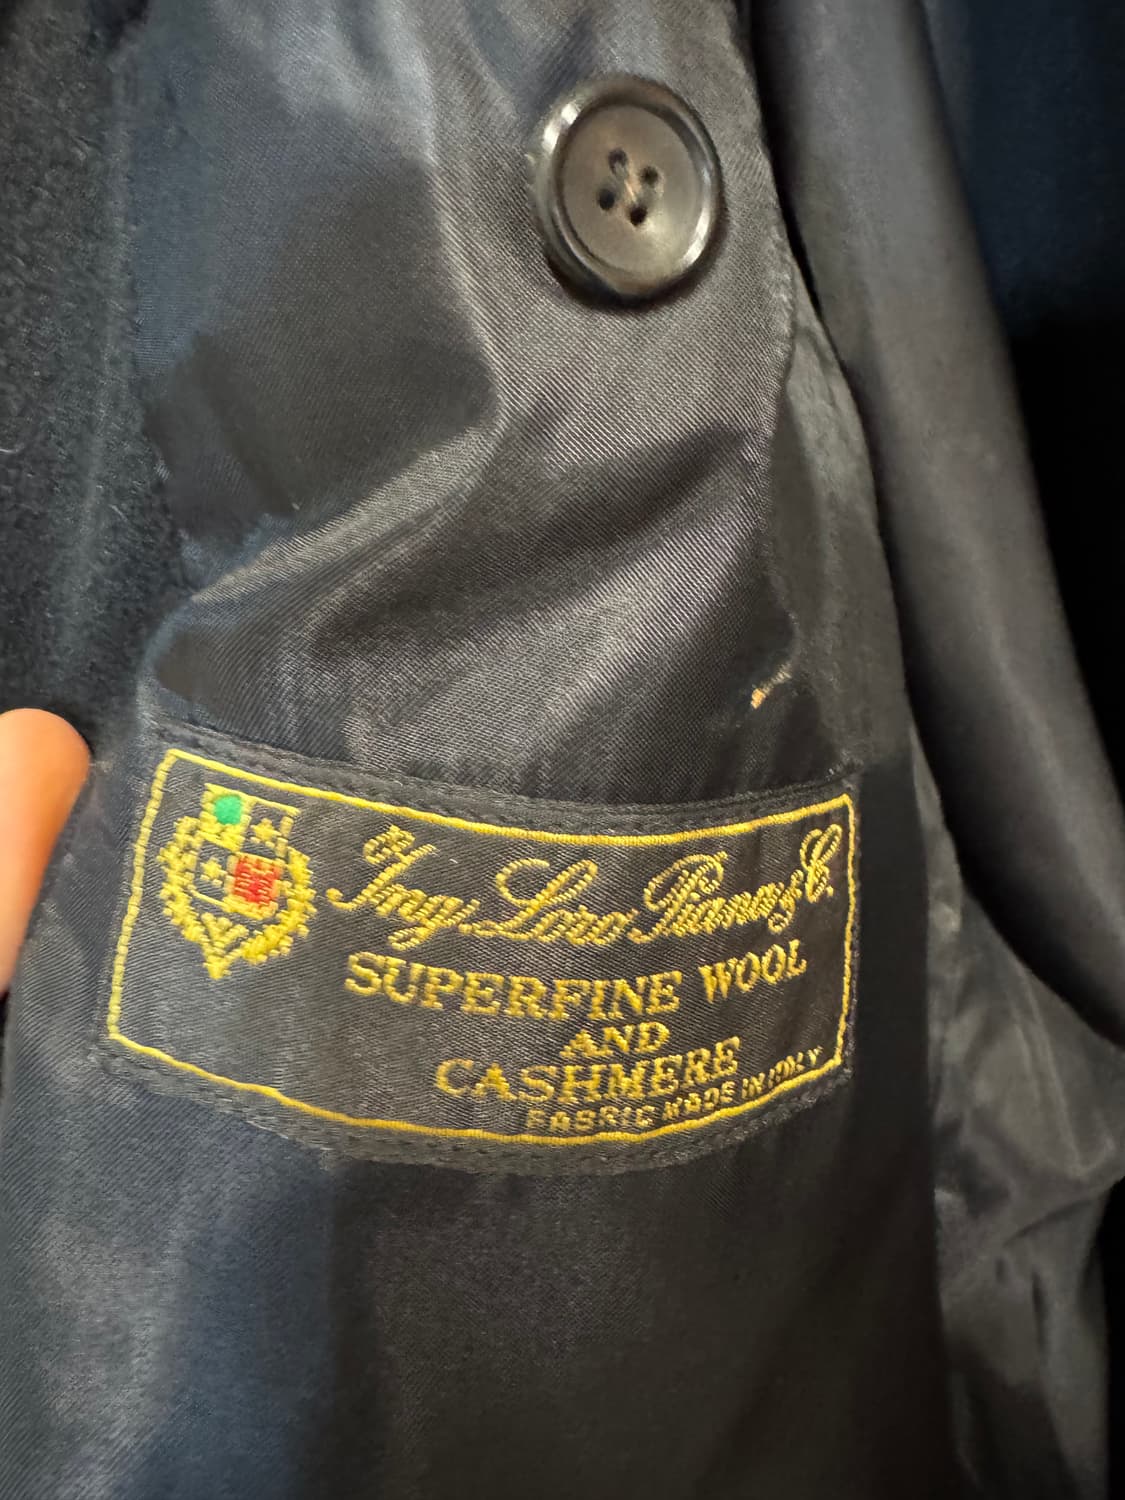 Ing. Loro Piana & C.
SUPERFINE WOOL
AND
CASHMERE
FABRIC MADE IN ITALY